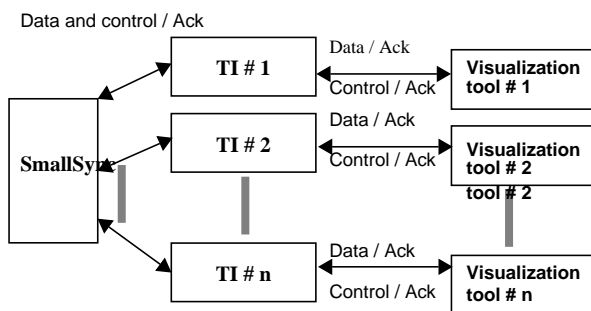 Data and control / Ack
TI # 1
Data / Ack
Control / Ack
Visualization
tool # 1
SmallSync
TI # 2
Data / Ack
Control / Ack
Visualization
tool # 2
tool # 2
TI # n
Data / Ack
Control / Ack
Visualization
tool # n